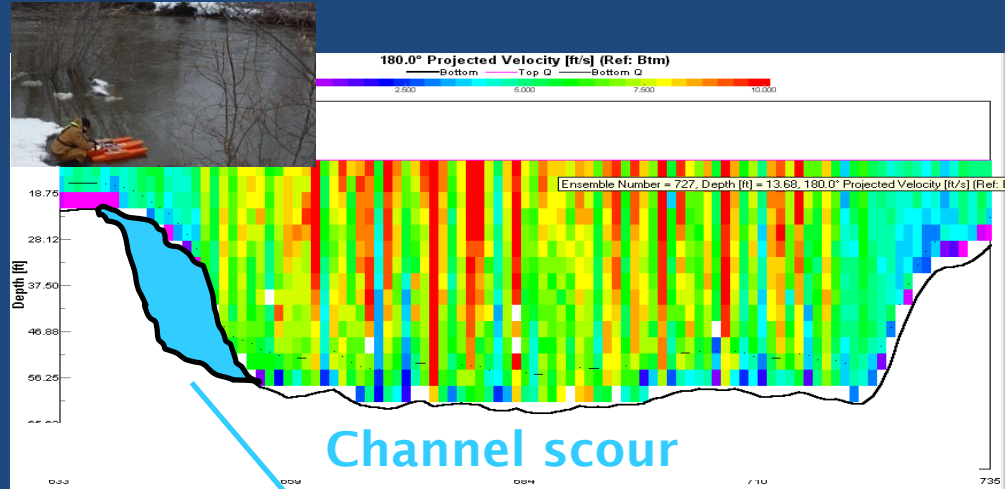 180.0° Projected Velocity [ft/s] (Ref: Btm)
Bottom Top Q Bottom Q
2.500 5.000 7.500 10.000
Ensemble Number = 727, Depth [ft] = 13.68, 180.0° Projected Velocity [ft/s] (Ref:
Depth [ft]
18.75
28.12
37.50
46.88
56.25
Channel scour
633 659 684 710 735